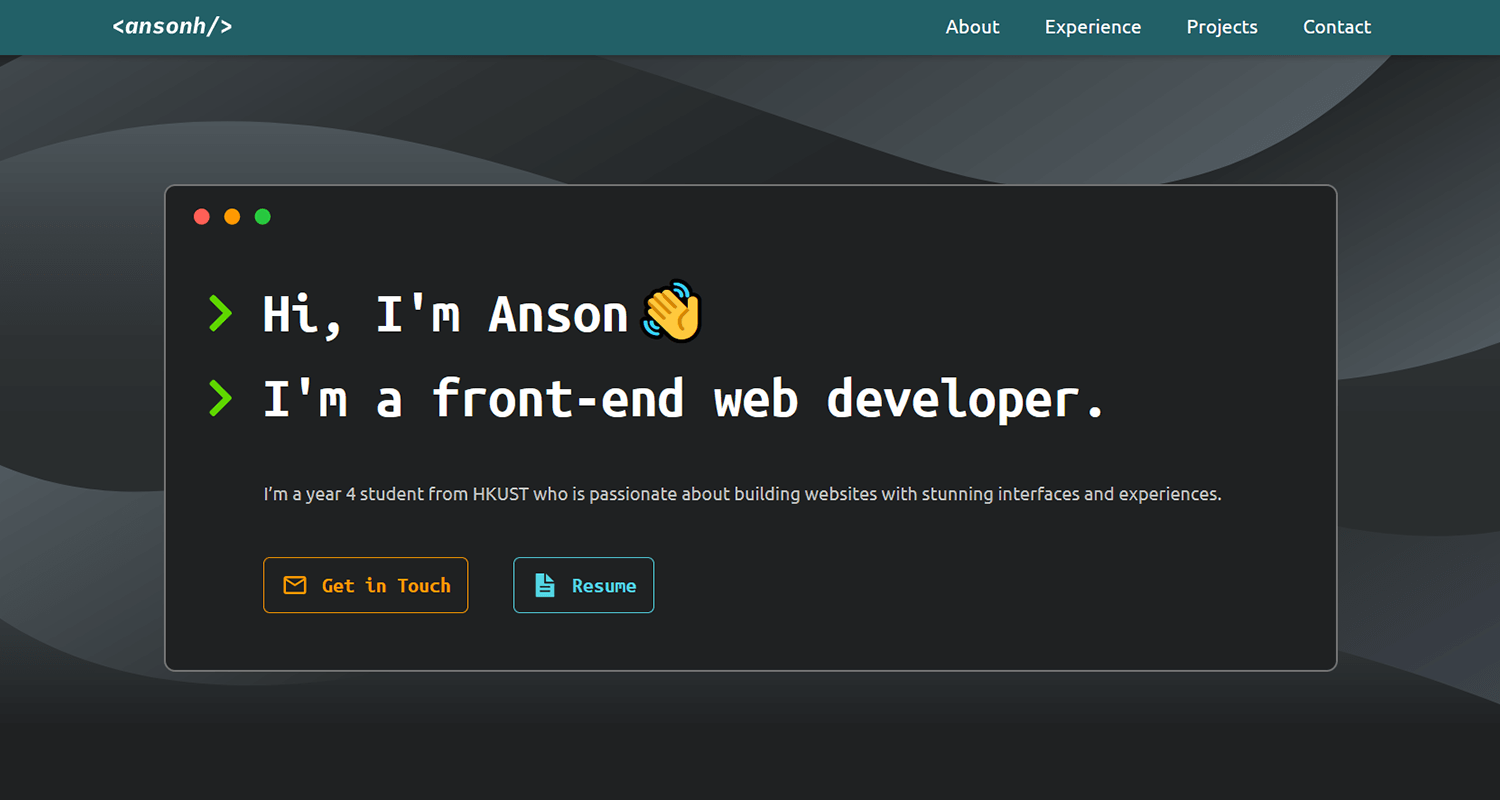 <ansonh/>
About Experience Projects Contact
Hi, I'm Anson
I'm a front-end web developer.
I’m a year 4 student from HKUST who is passionate about building websites with stunning interfaces and experiences.
Get in Touch
Resume